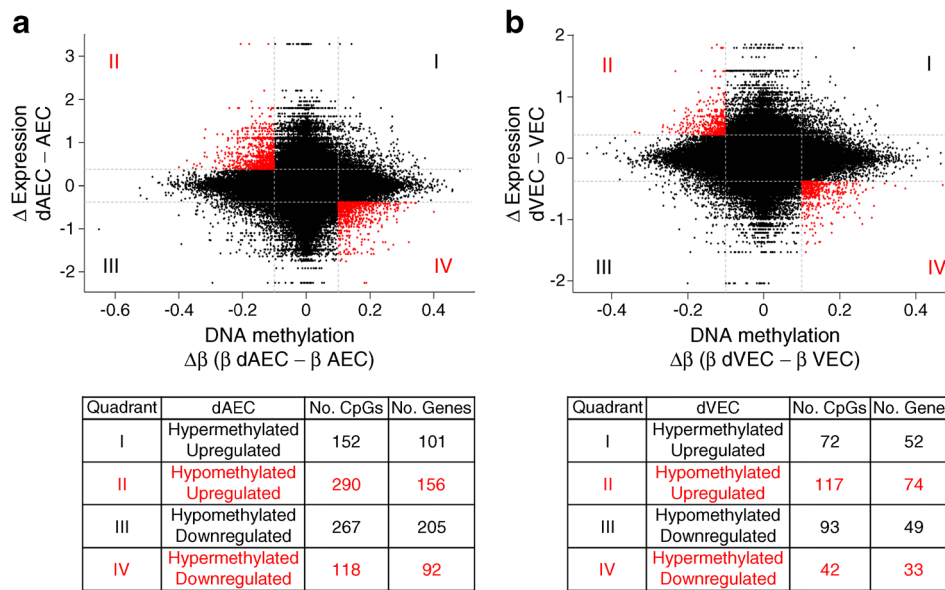 a
II
I
III
IV
Δ Expression
dAEC – AEC
3
2
1
0
-1
-2
-0.6
-0.4
-0.2
0
0.2
0.4
DNA methylation
Δβ (β dAEC – β AEC)
Quadrant dAEC No. CpGs No. Genes
I Hypermethylated Upregulated 152 101
II Hypomethylated Upregulated 290 156
III Hypomethylated Downregulated 267 205
IV Hypermethylated Downregulated 118 92
b
II
I
III
IV
Δ Expression
dVEC – VEC
2
1
0
-1
-2
-0.4
-0.2
0
0.2
0.4
DNA methylation
Δβ (β dVEC – β VEC)
Quadrant dVEC No. CpGs No. Gene
I Hypermethylated Upregulated 72 52
II Hypomethylated Upregulated 117 74
III Hypomethylated Downregulated 93 49
IV Hypermethylated Downregulated 42 33